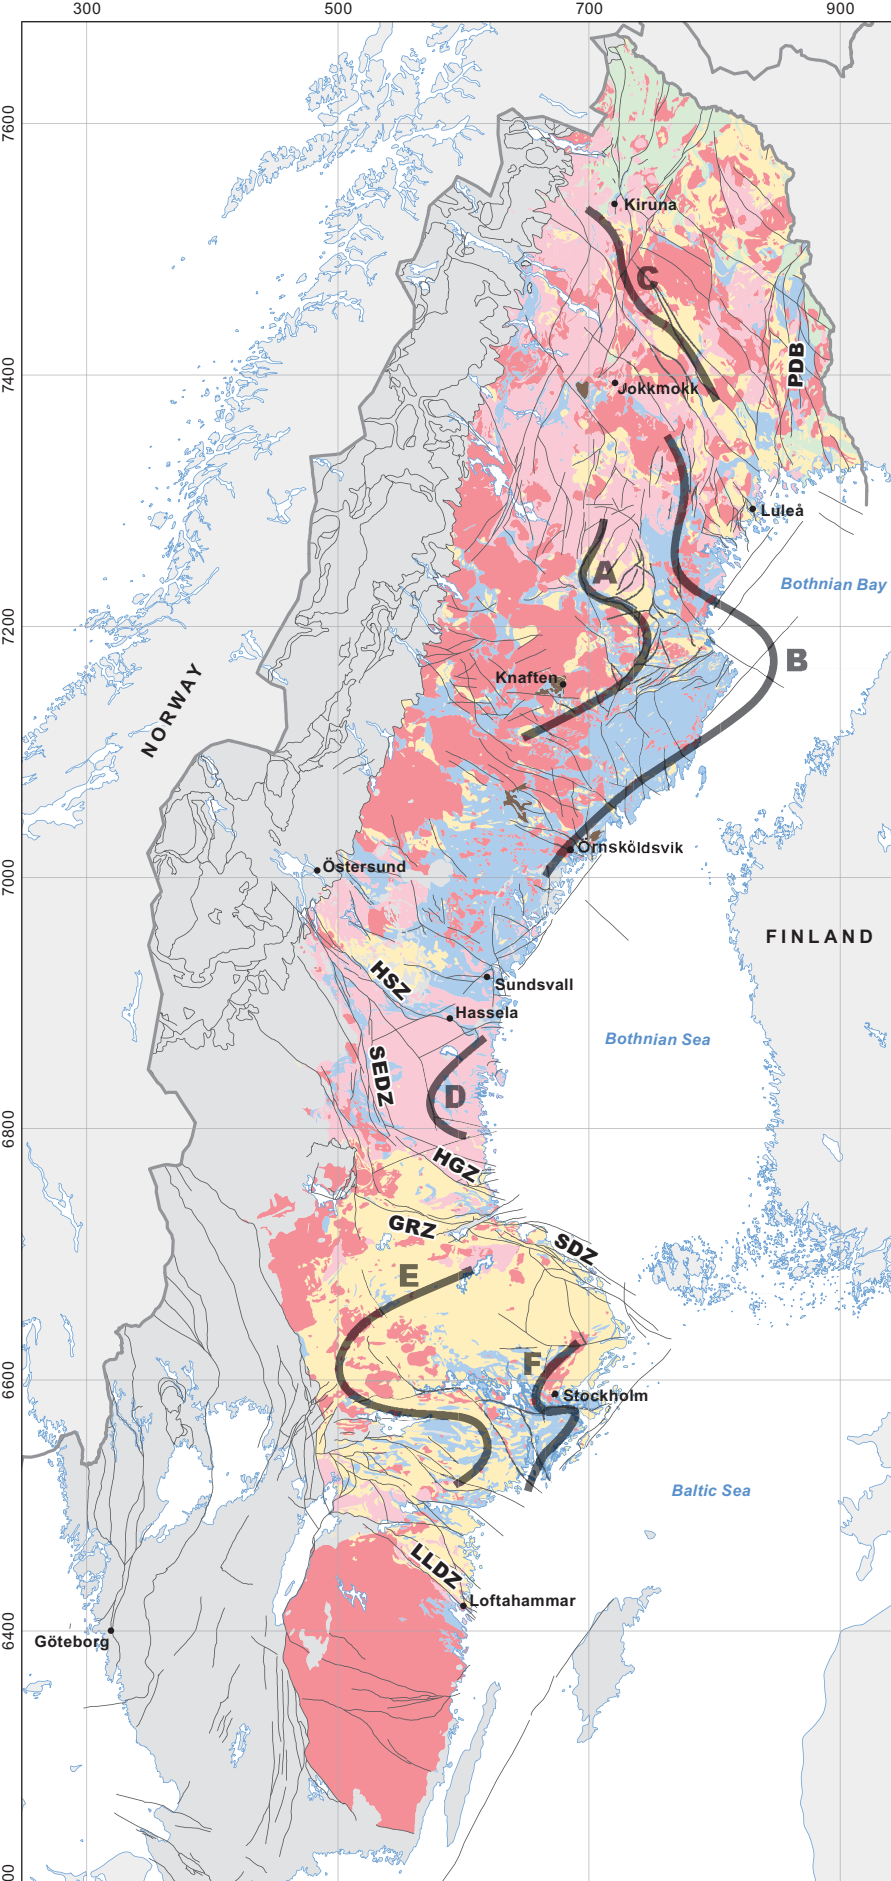 300
500
700
900
7600
Kiruna
C
7400
PDB
Jokkmokk
Luleå
A
Bothnian Bay
7200
B
Knaften
NORWAY
Örnsköldsvik
7000
Östersund
FINLAND
HSZ
Sundsvall
Hassela
Bothnian Sea
SEDZ
D
6800
HGZ
GRZ
SDZ
E
F
6600
Stockholm
Baltic Sea
LLDZ
Loftahammar
6400
Göteborg
00